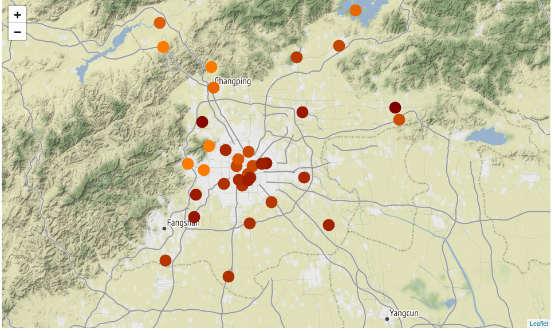 +
−
Changping
Fangshan
Yangcun
Leaflet